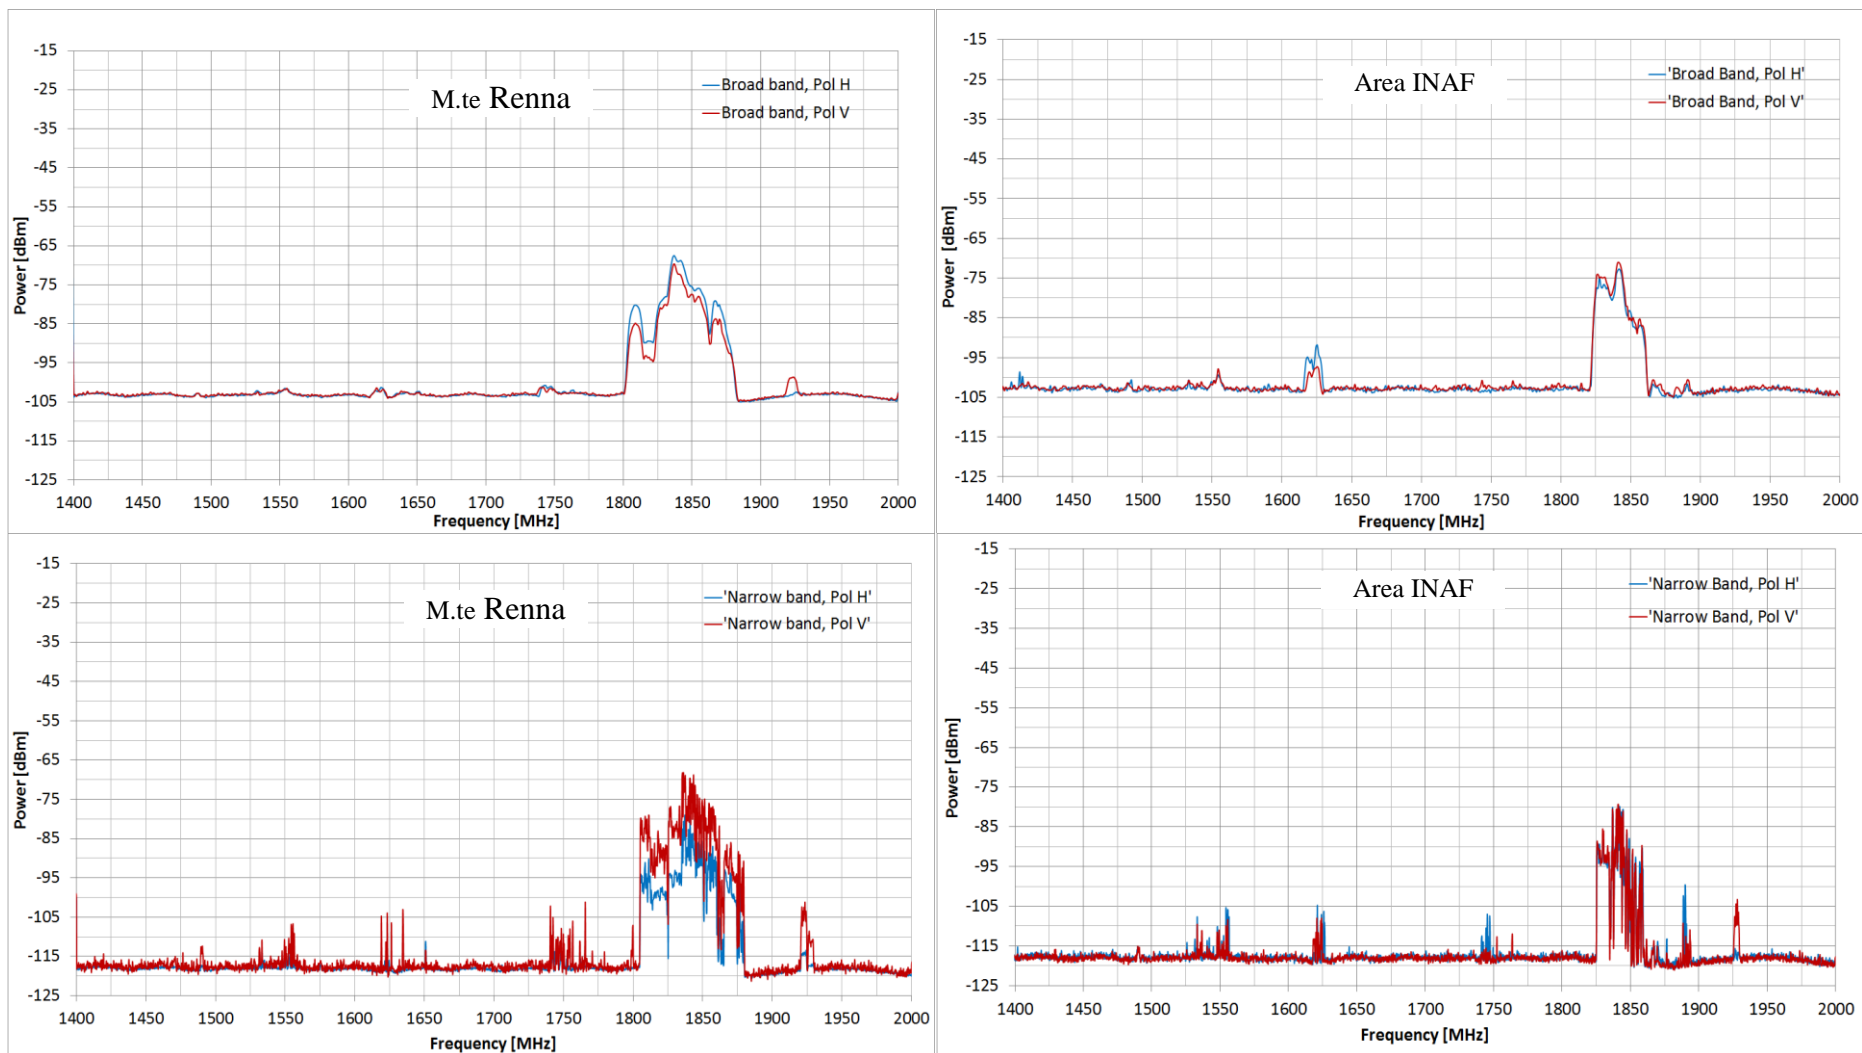 M.te Renna
Broad band, Pol H
Broad band, Pol V
Power [dBm]
-15
-25
-35
-45
-55
-65
-75
-85
-95
-105
-115
-125
1400 1450 1500 1550 1600 1650 1700 1750 1800 1850 1900 1950 2000
Frequency [MHz]
Area INAF
'Broad Band, Pol H'
'Broad Band, Pol V'
Power [dBm]
-15
-25
-35
-45
-55
-65
-75
-85
-95
-105
-115
-125
1400 1450 1500 1550 1600 1650 1700 1750 1800 1850 1900 1950 2000
Frequency [MHz]
M.te Renna
'Narrow band, Pol H'
'Narrow band, Pol V'
Power [dBm]
-15
-25
-35
-45
-55
-65
-75
-85
-95
-105
-115
-125
1400 1450 1500 1550 1600 1650 1700 1750 1800 1850 1900 1950 2000
Frequency [MHz]
Area INAF
'Narrow Band, Pol H'
'Narrow Band, Pol V'
Power [dBm]
-15
-25
-35
-45
-55
-65
-75
-85
-95
-105
-115
-125
1400 1450 1500 1550 1600 1650 1700 1750 1800 1850 1900 1950 2000
Frequency [MHz]